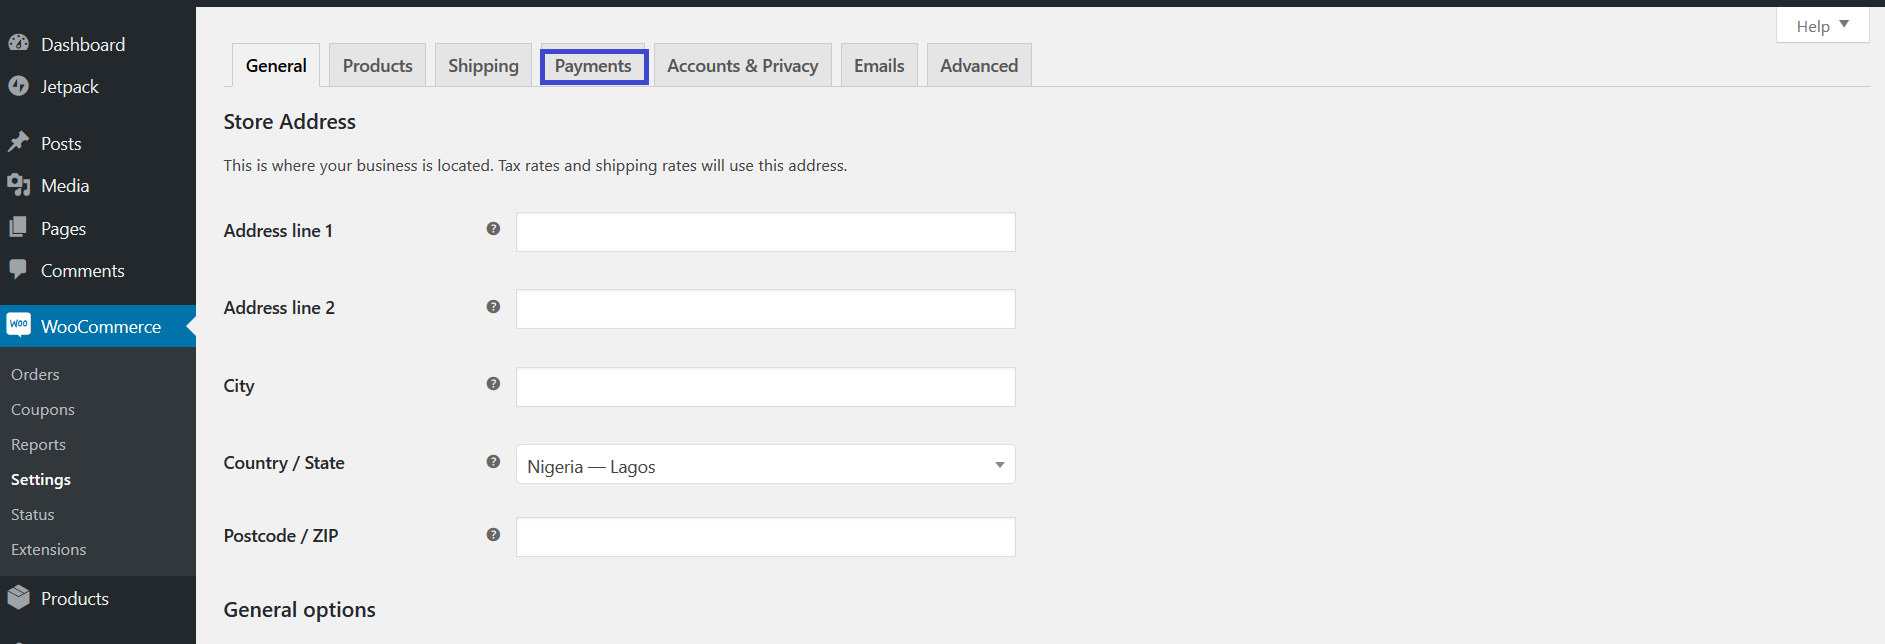 Help
Dashboard
Jetpack
Posts
Media
Pages
Comments
Woo WooCommerce
Orders
Coupons
Reports
Settings
Status
Extensions
Products
General Products Shipping Payments Accounts & Privacy Emails Advanced
Store Address
This is where your business is located. Tax rates and shipping rates will use this address.
Address line 1 ?
Address line 2 ?
City ?
Country / State ? Nigeria — Lagos
Postcode / ZIP ?
General options